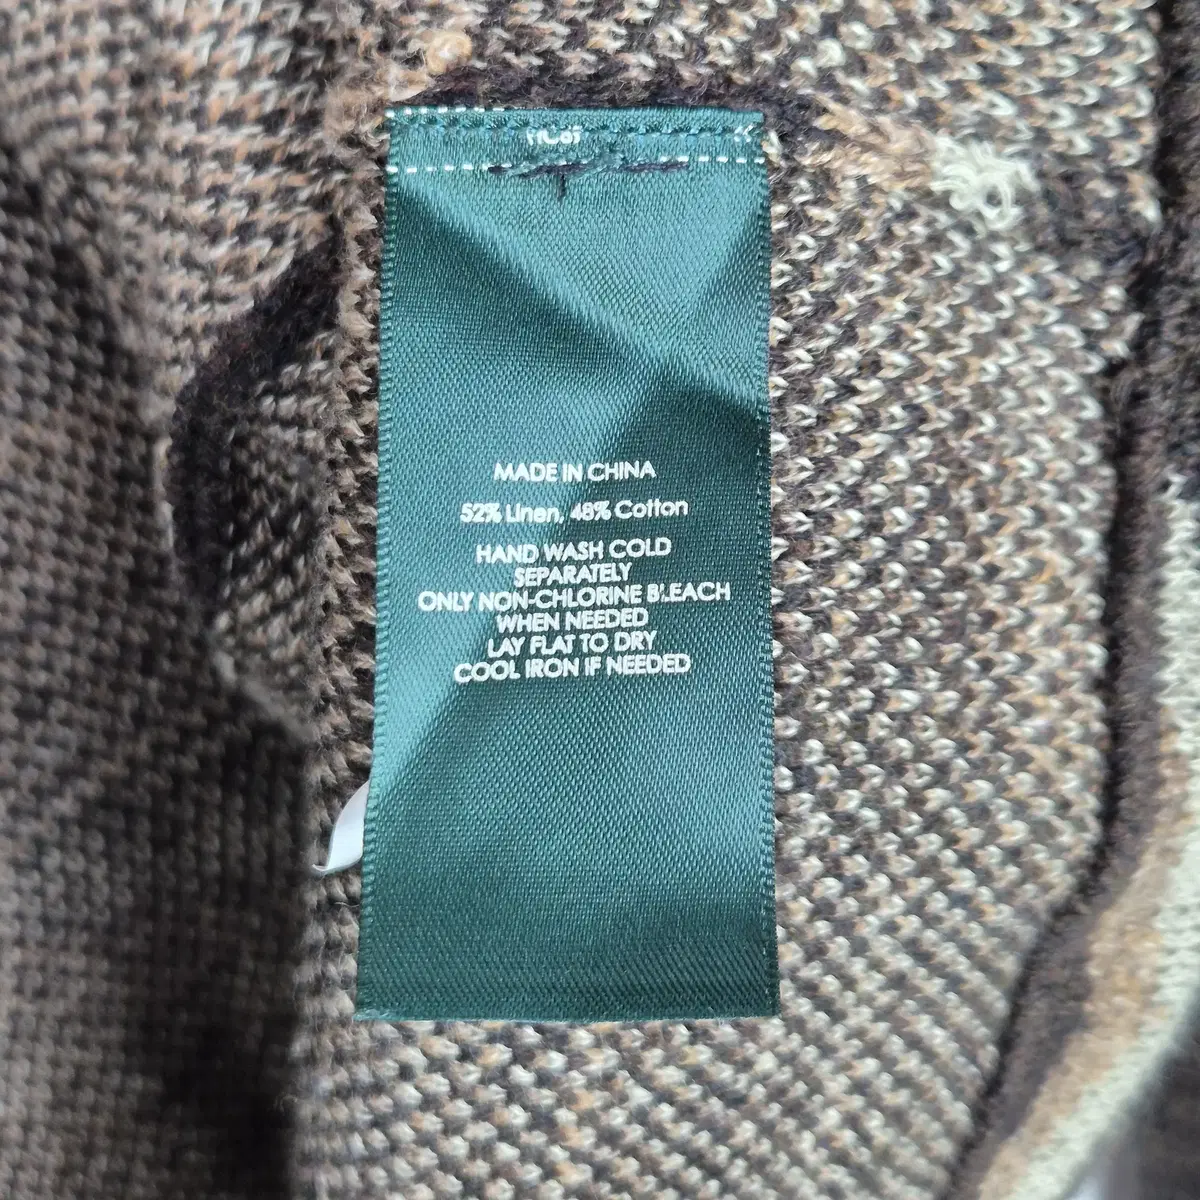 MADE IN CHINA
52% Linen, 48% Cotton
HAND WASH COLD
SEPARATELY
ONLY NON-CHLORINE BLEACH
WHEN NEEDED
LAY FLAT TO DRY
COOL IRON IF NEEDED